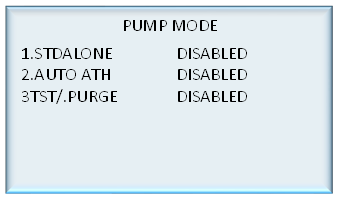 PUMP MODE
1.STDALONE DISABLED
2.AUTO ATH DISABLED
3TST/.PURGE DISABLED